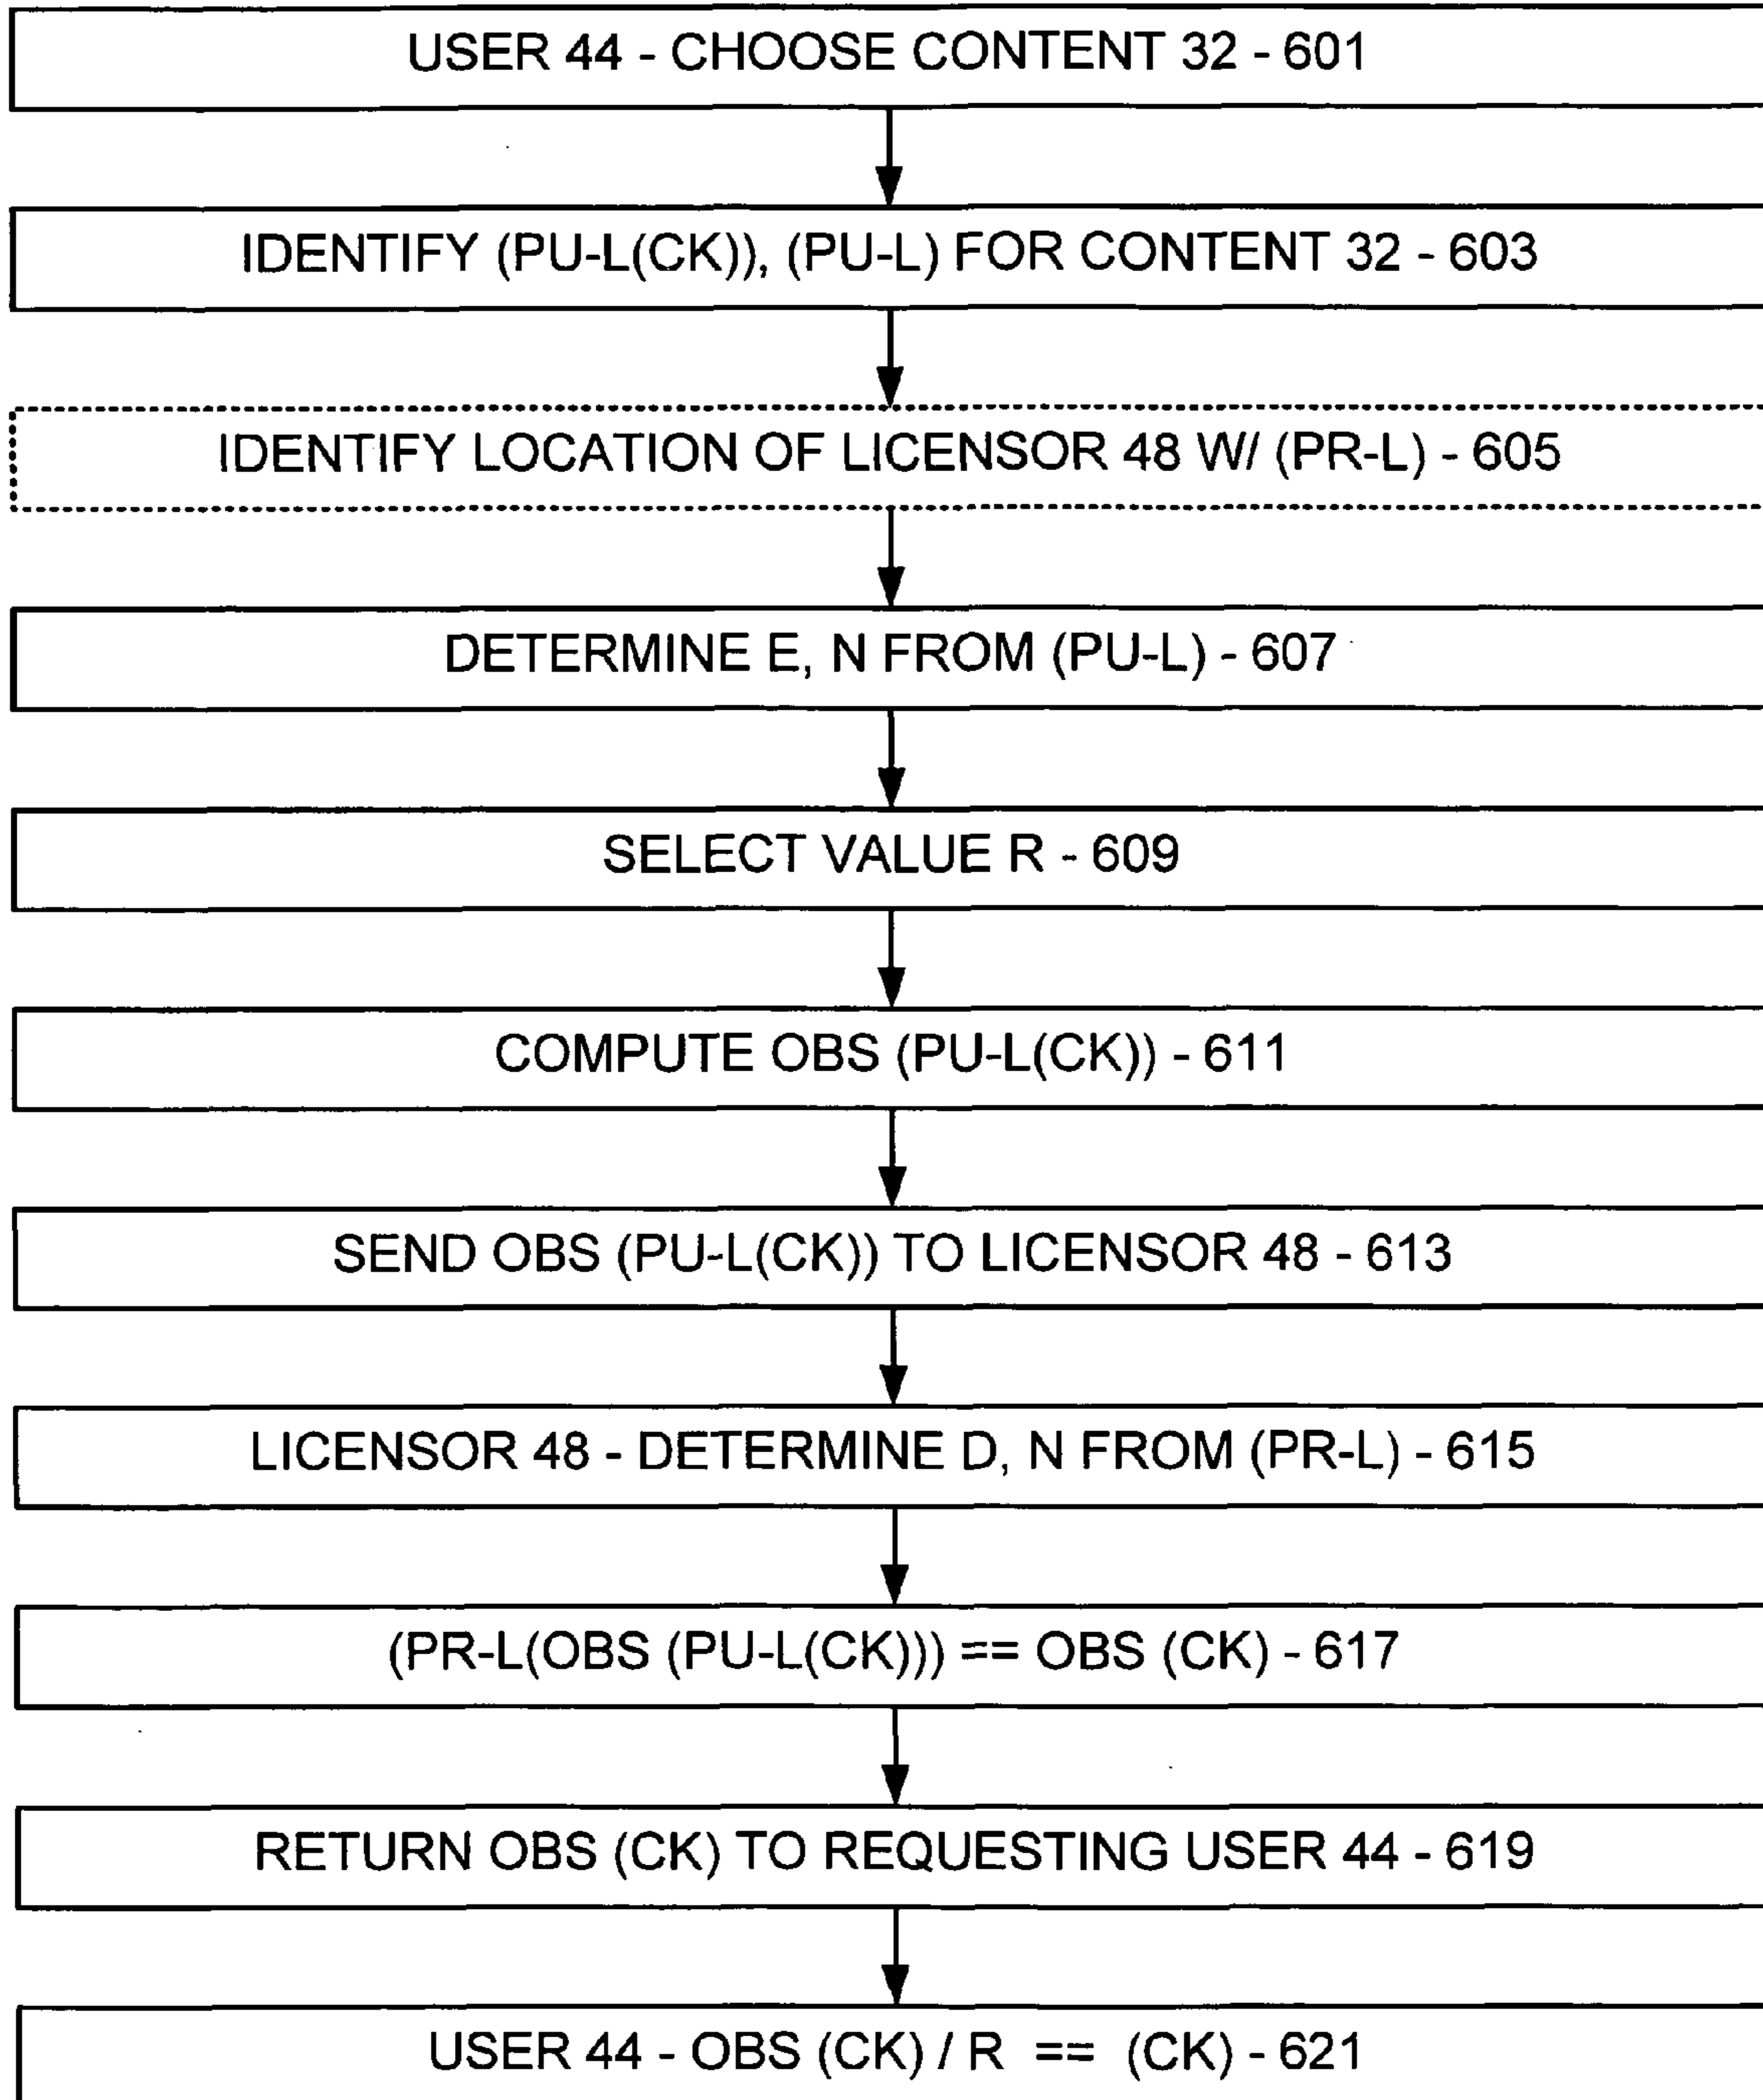 USER 44 - CHOOSE CONTENT 32 - 601
IDENTIFY (PU-L(CK)), (PU-L) FOR CONTENT 32 - 603
IDENTIFY LOCATION OF LICENSOR 48 W/ (PR-L) - 605
DETERMINE E, N FROM (PU-L) - 607
SELECT VALUE R - 609
COMPUTE OBS (PU-L(CK)) - 611
SEND OBS (PU-L(CK)) TO LICENSOR 48 - 613
LICENSOR 48 - DETERMINE D, N FROM (PR-L) - 615
(PR-L(OBS (PU-L(CK))) == OBS (CK) - 617
RETURN OBS (CK) TO REQUESTING USER 44 - 619
USER 44 - OBS (CK) / R == (CK) - 621